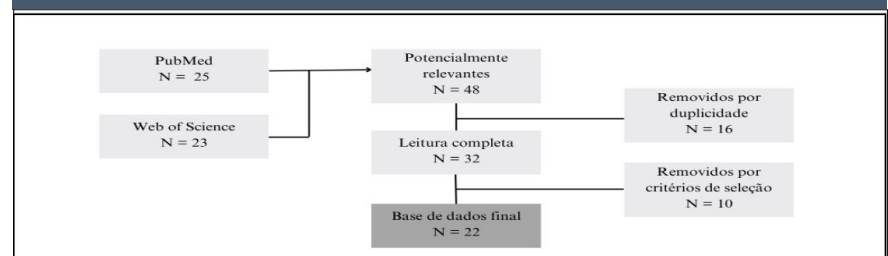 PubMed
N = 25
Web of Science
N = 23
Potencialmente
relevantes
N = 48
Removidos por
duplicidade
N = 16
Leitura completa
N = 32
Removidos por
critérios de seleção
N = 10
Base de dados final
N = 22